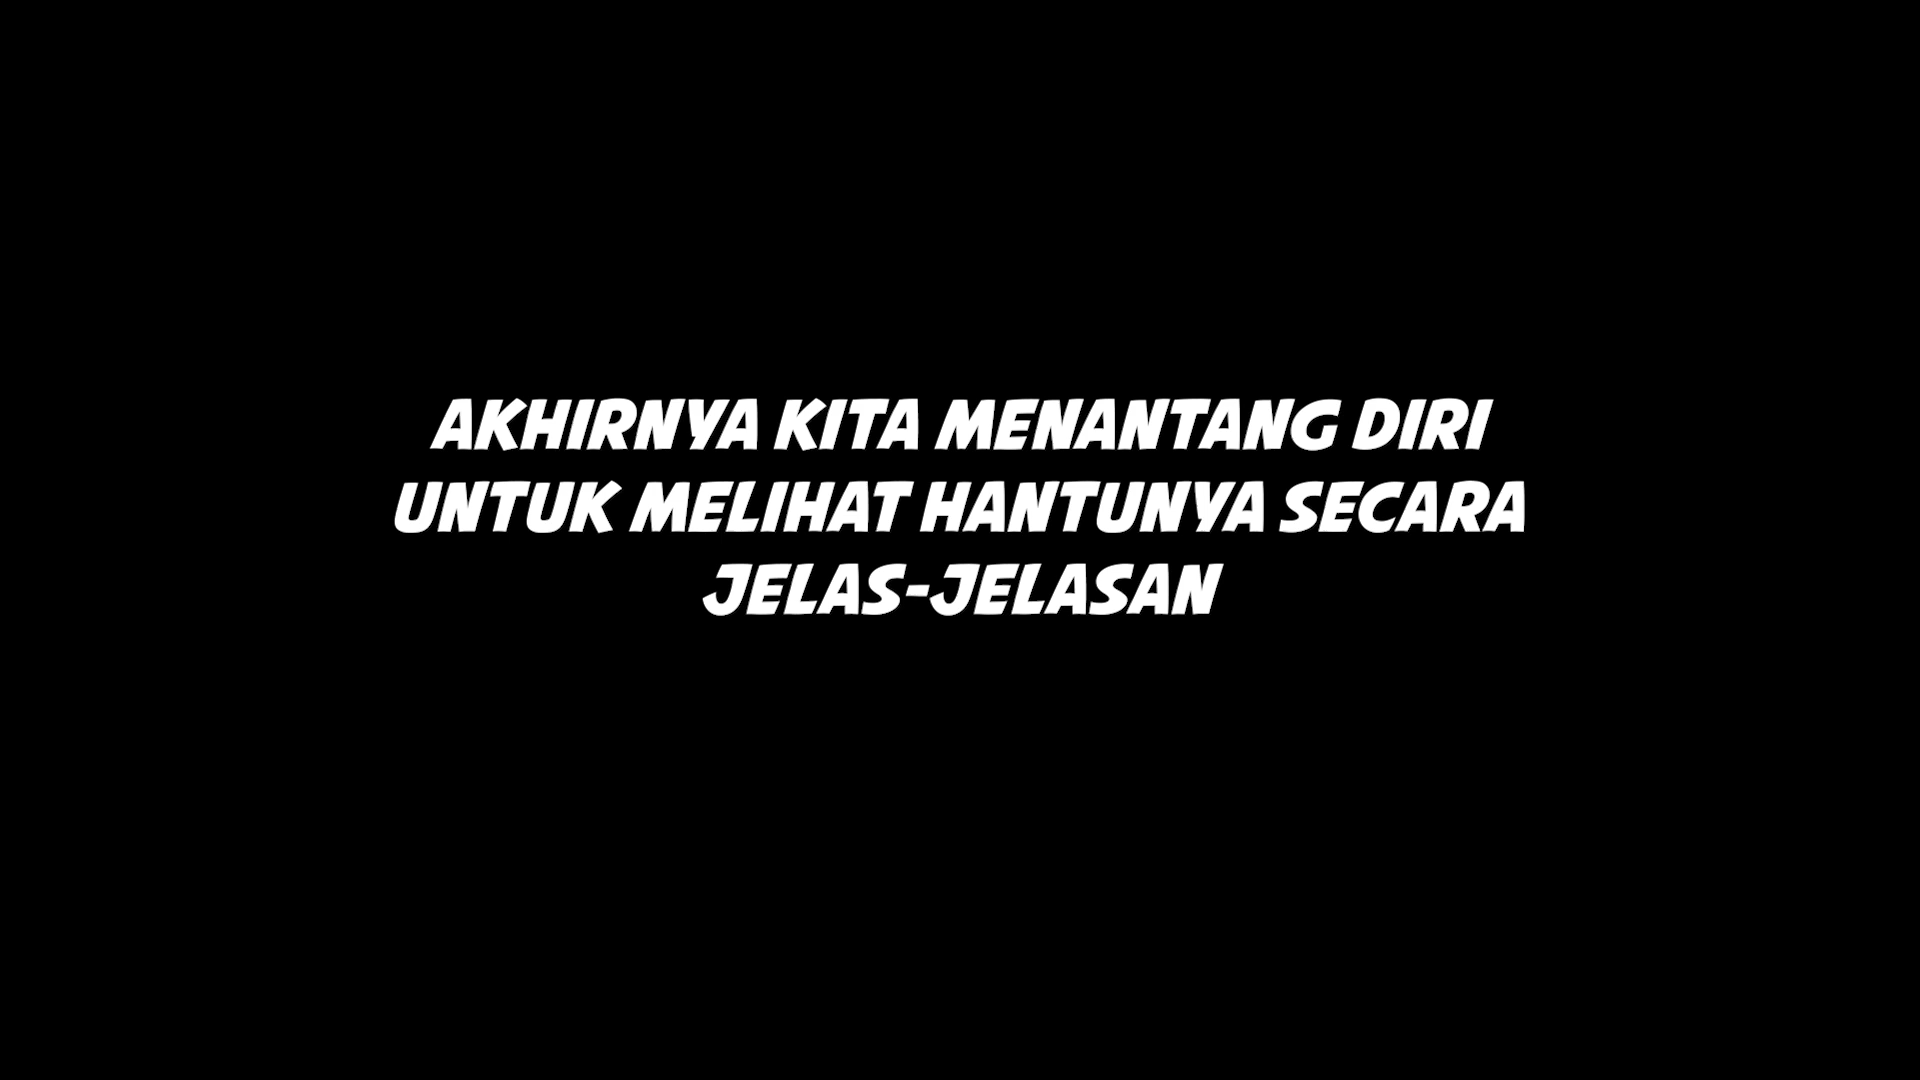 AKHIRNYA KITA MENANTANG DIRI
UNTUK MELIHAT HANTUNYA SECARA
JELAS-JELASAN